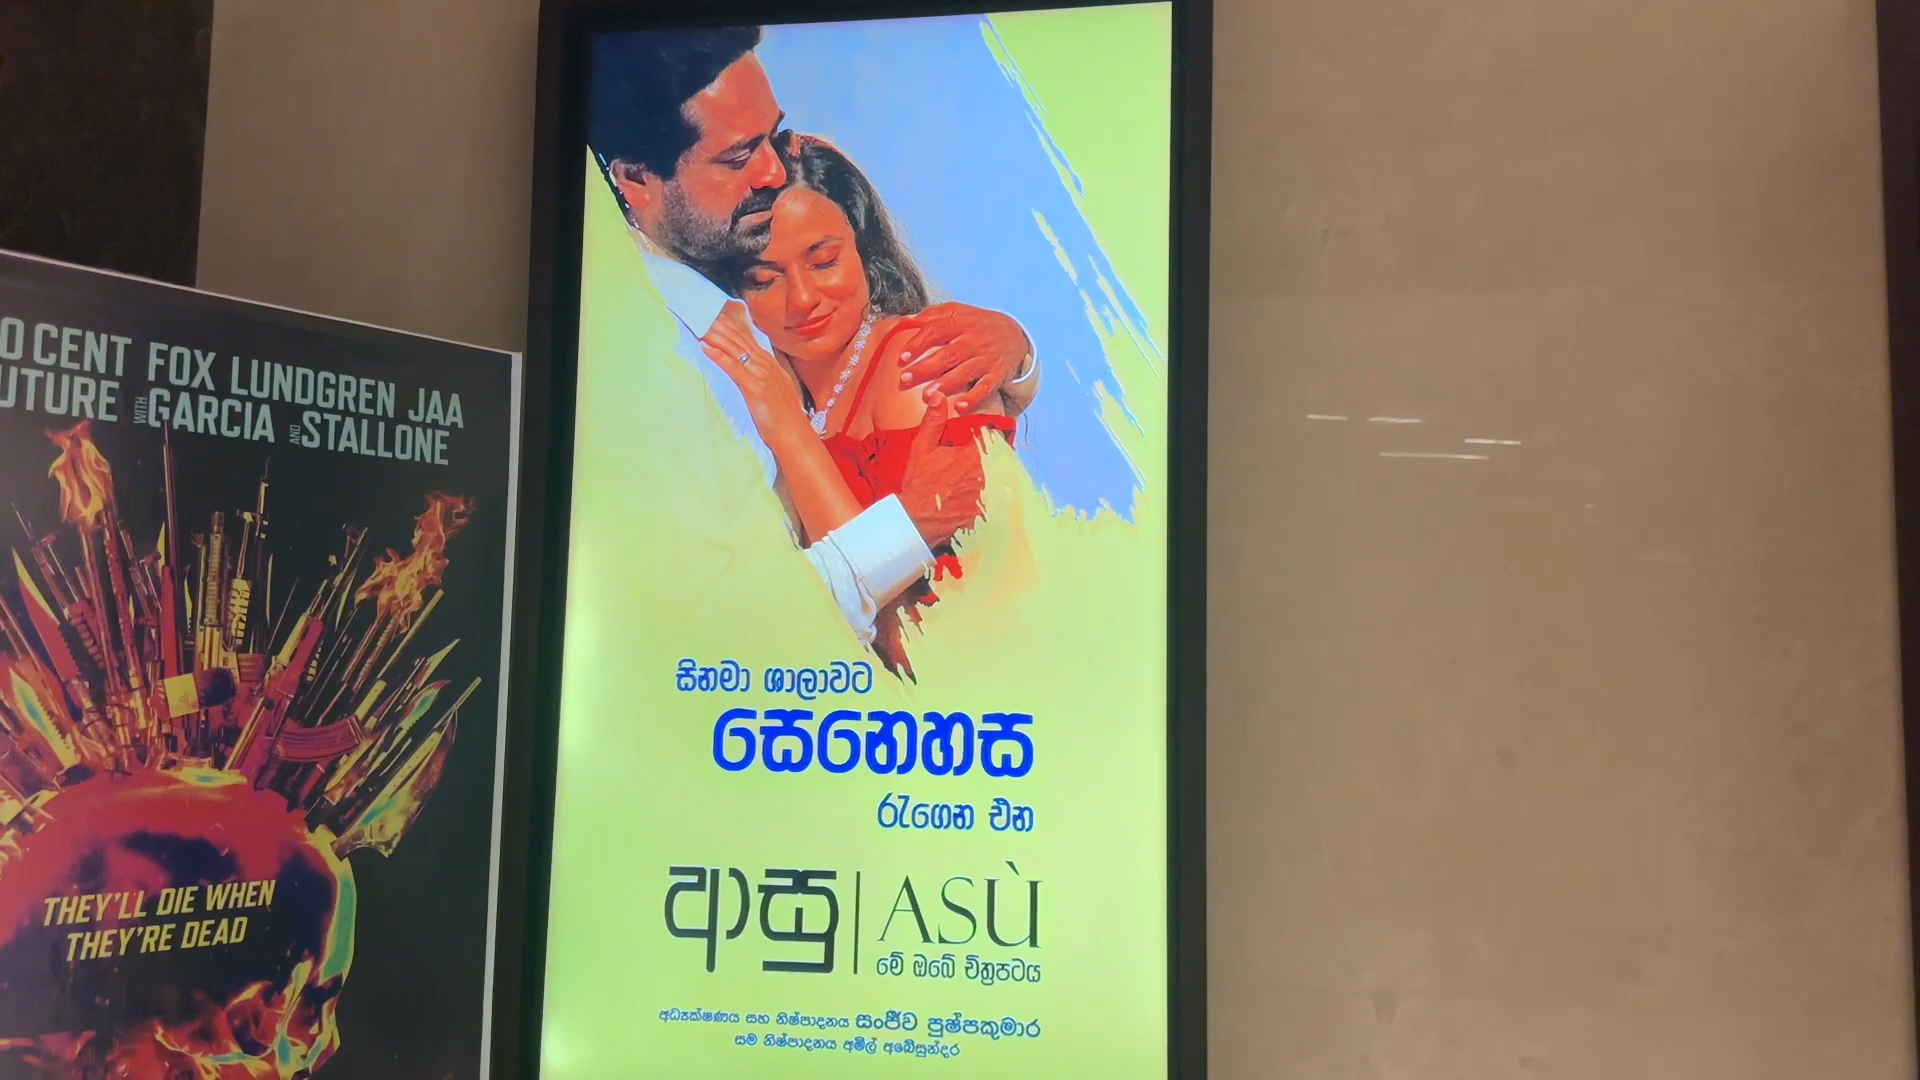 0 CENT FOX LUNDGREN JAA
UTURE WITH GARCIA AND STALLONE
THEY'LL DIE WHEN
THEY'RE DEAD
සිනමා ශාලාවට
සෙනෙහස
රැගෙන එන
ආසු | ASÙ
මේ ඔබේ චිත්‍රපටය
අධ්‍යක්ෂණය සහ නිෂ්පාදනය සංජීව පුෂ්පකුමාර
සම නිෂ්පාදනය අමිල් අබේසුන්දර